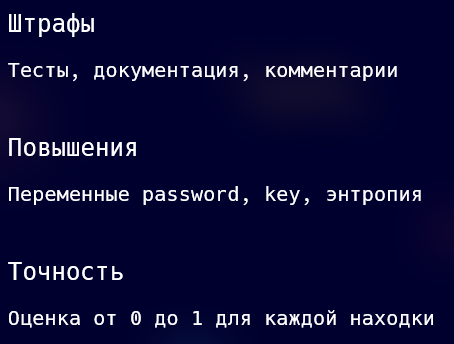 Штрафы
Тесты, документация, комментарии
Повышения
Переменные password, key, энтропия
Точность
Оценка от 0 до 1 для каждой находки